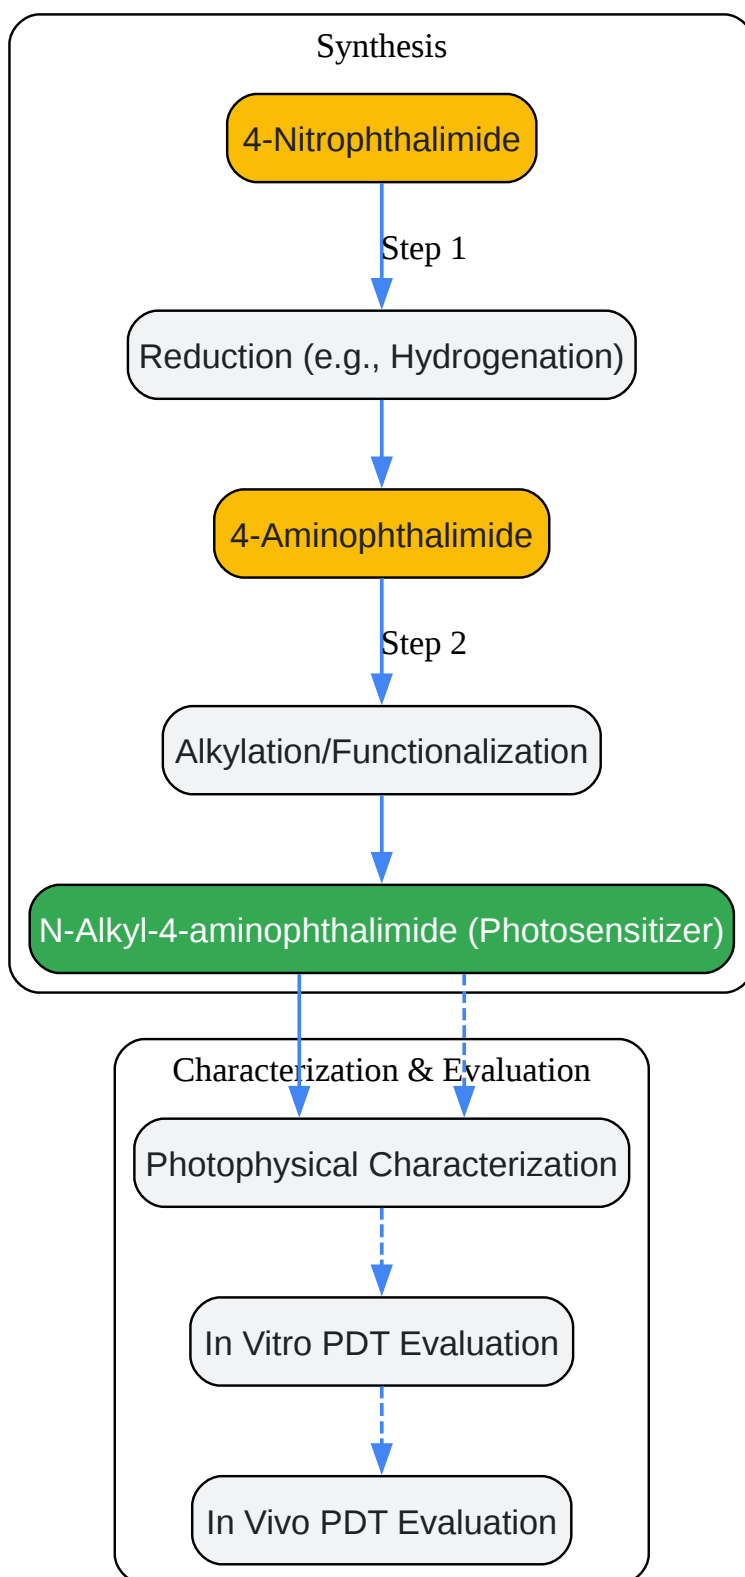 Synthesis
4-Nitrophthalimide
Step 1
Reduction (e.g., Hydrogenation)
4-Aminophthalimide
Step 2
Alkylation/Functionalization
N-Alkyl-4-aminophthalimide (Photosensitizer)
Characterization & Evaluation
Photophysical Characterization
In Vitro PDT Evaluation
In Vivo PDT Evaluation